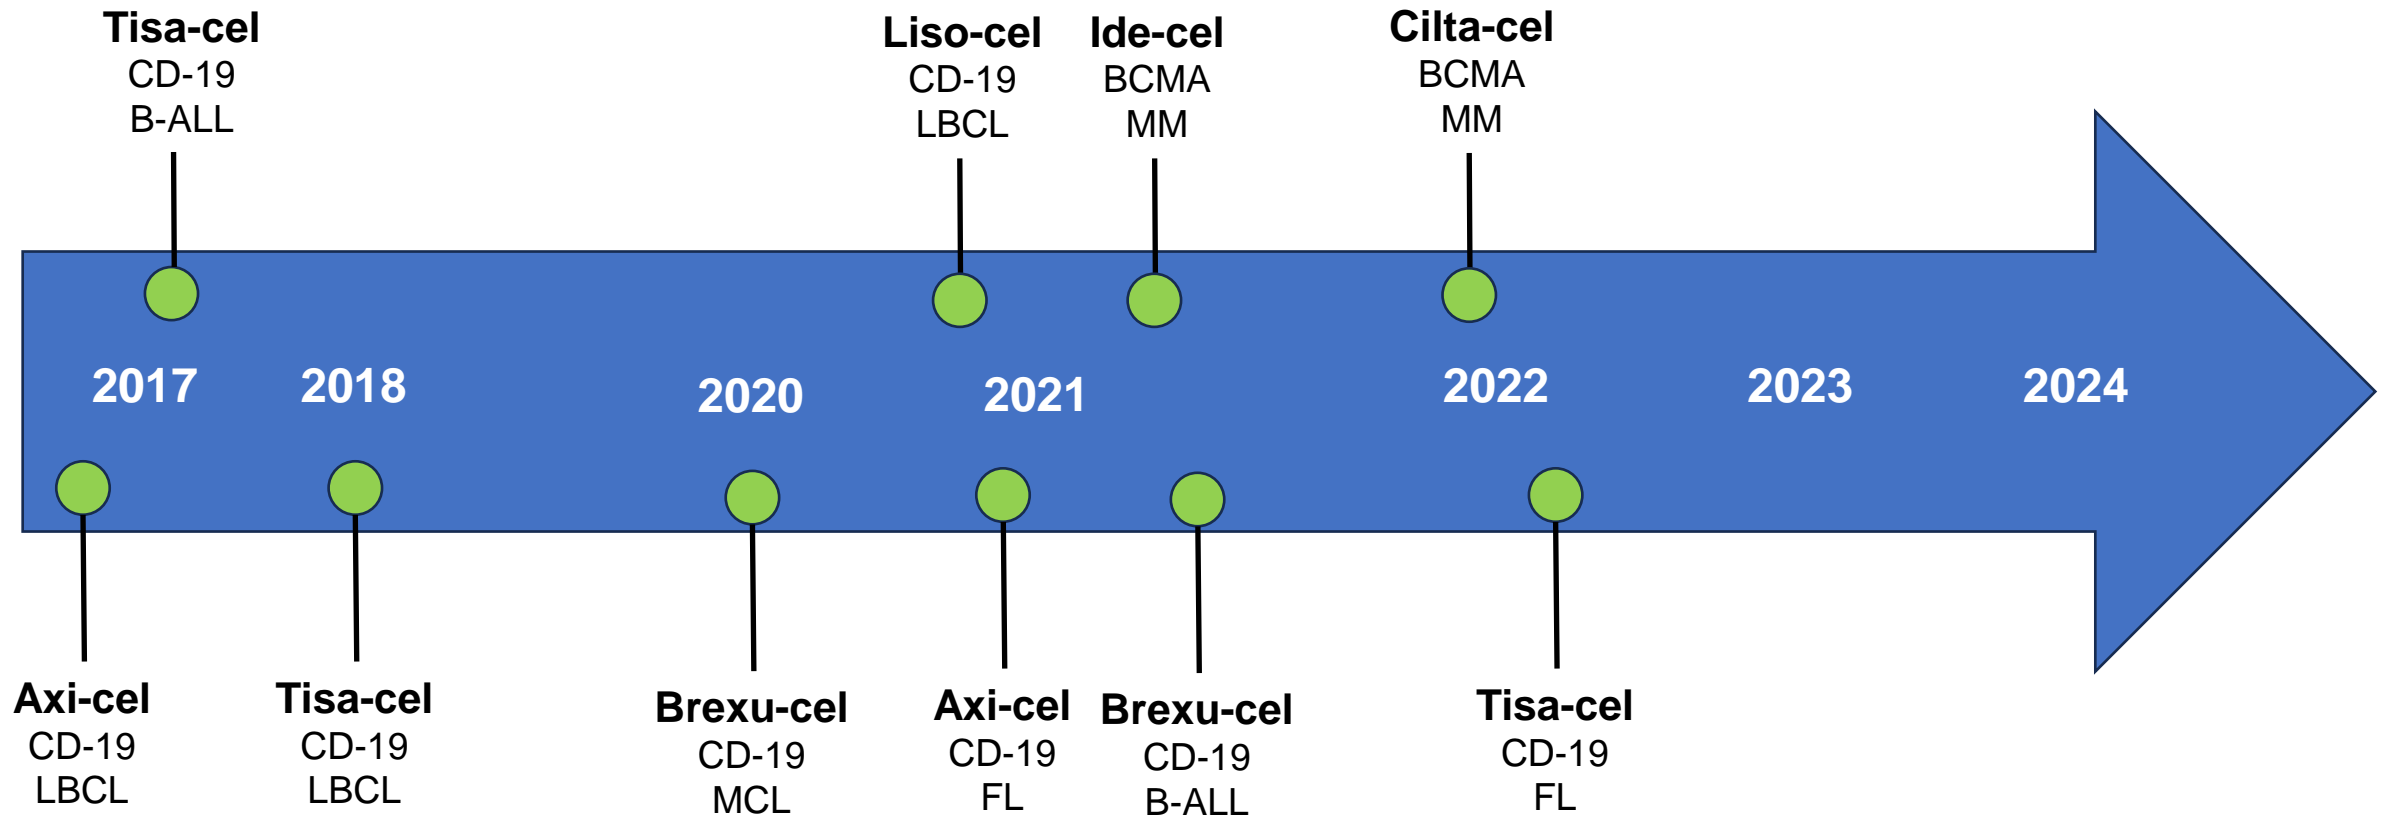 Tisa-cel
CD-19
B-ALL
Liso-cel
CD-19
LBCL
Ide-cel
BCMA
MM
Cilta-cel
BCMA
MM
2017
2018
2020
2021
2022
2023
2024
Axi-cel
CD-19
LBCL
Tisa-cel
CD-19
LBCL
Brexu-cel
CD-19
MCL
Axi-cel
CD-19
FL
Brexu-cel
CD-19
B-ALL
Tisa-cel
CD-19
FL